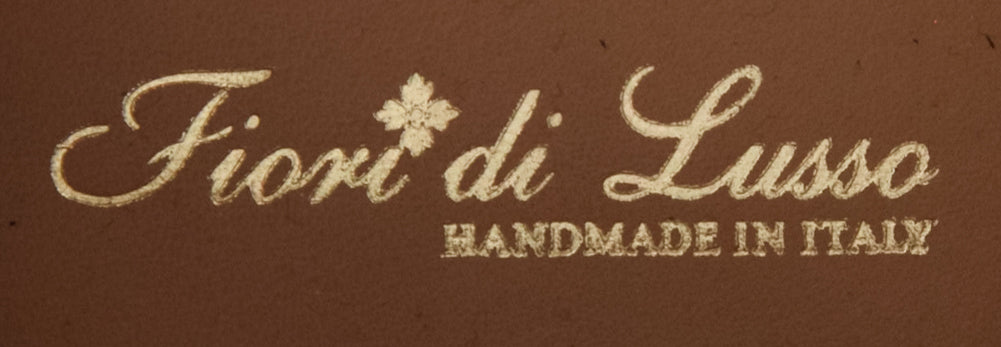 Fiori di Lusso
HANDMADE IN ITALY